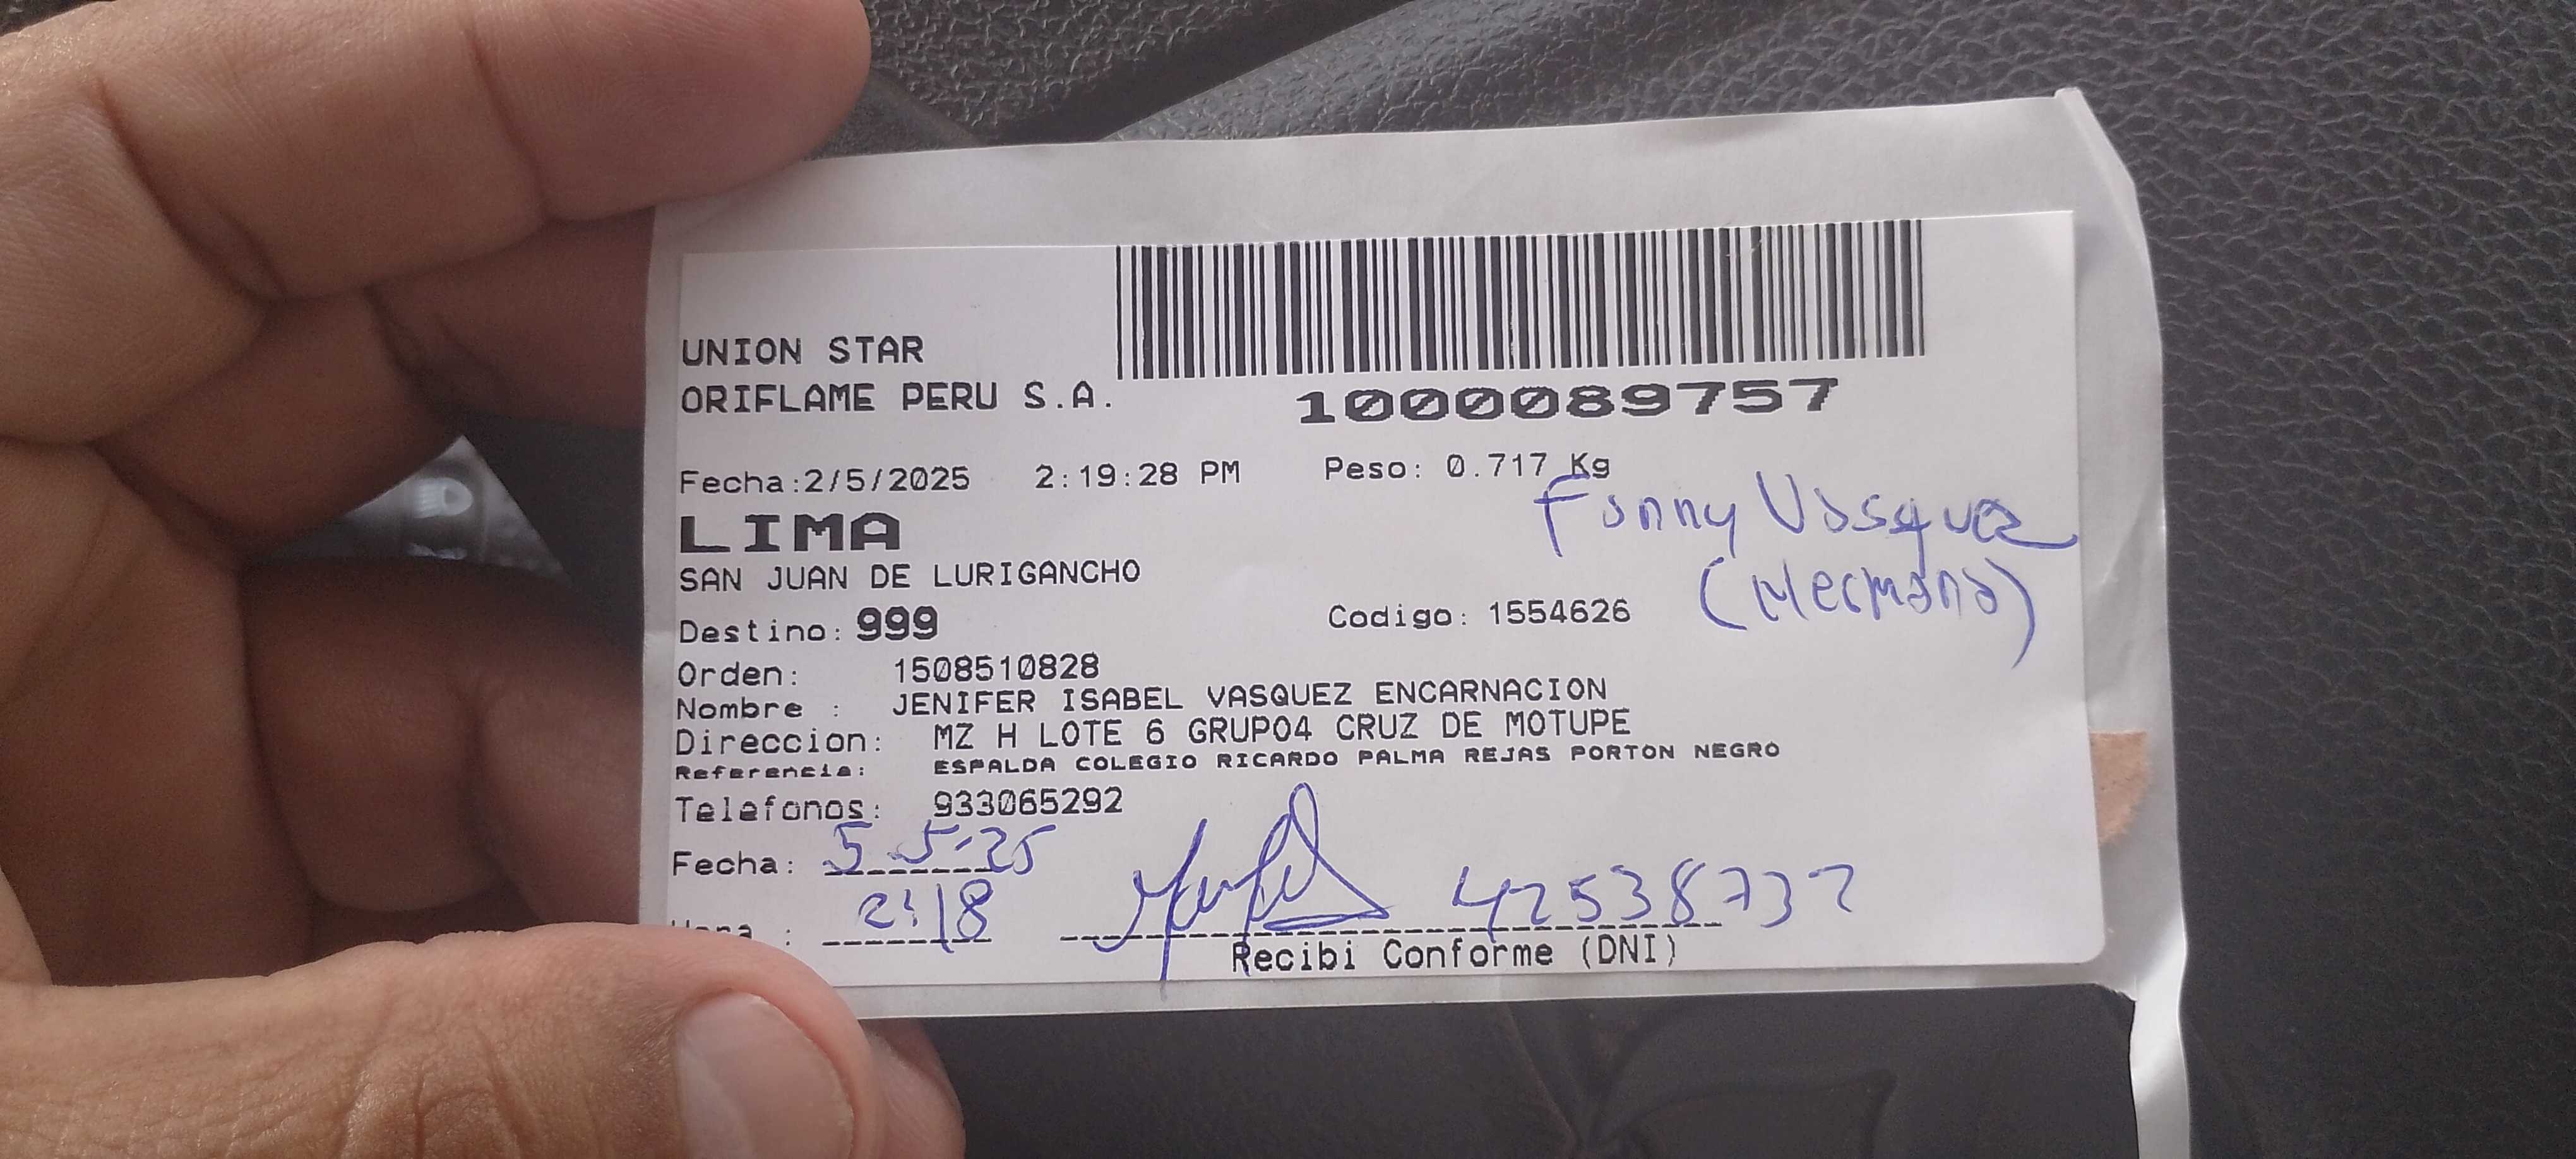 UNION STAR
ORIFLAME PERU S.A.
1000089757
Fecha:2/5/2025 2:19:28 PM Peso: 0.717 Kg
Fanny Vasquez
LIMA
(Hermana)
SAN JUAN DE LURIGANCHO
Destino: 999 Codigo: 1554626
Orden: 1508510828
Nombre : JENIFER ISABEL VASQUEZ ENCARNACION
Direccion: MZ H LOTE 6 GRUPO4 CRUZ DE MOTUPE
Referencia: ESPALDA COLEGIO RICARDO PALMA REJAS PORTON NEGRO
Telefonos: 933065292
Fecha: 5-5-25
: 2:18 42538732
Recibi Conforme (DNI)